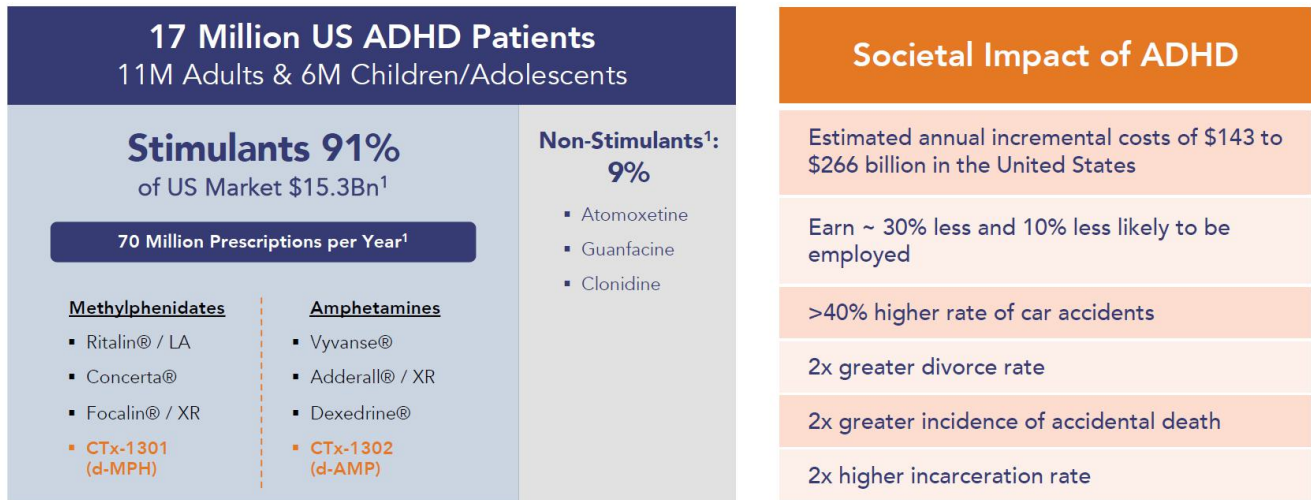 17 Million US ADHD Patients
11M Adults & 6M Children/Adolescents
Stimulants 91%
of US Market $15.3Bn¹
70 Million Prescriptions per Year¹
Methylphenidates
▪ Ritalin® / LA
▪ Concerta®
▪ Focalin® / XR
▪ CTx-1301
(d-MPH)
Amphetamines
▪ Vyvanse®
▪ Adderall® / XR
▪ Dexedrine®
▪ CTx-1302
(d-AMP)
Non-Stimulants¹:
9%
▪ Atomoxetine
▪ Guanfacine
▪ Clonidine
Societal Impact of ADHD
Estimated annual incremental costs of $143 to
$266 billion in the United States
Earn ~ 30% less and 10% less likely to be
employed
>40% higher rate of car accidents
2x greater divorce rate
2x greater incidence of accidental death
2x higher incarceration rate